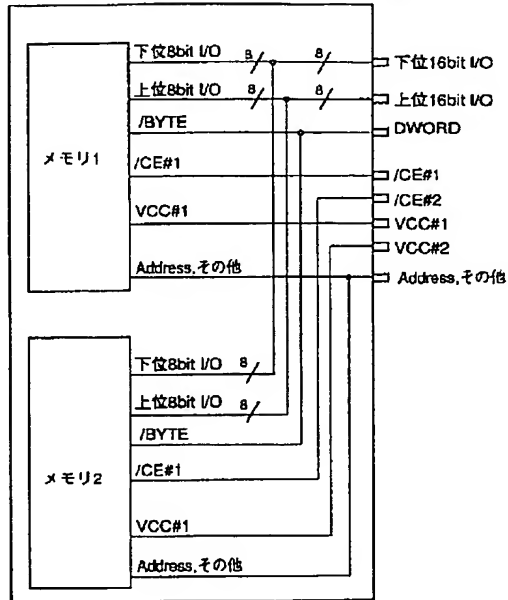 下位8bit I/O 8 8 下位16bit I/O
上位8bit I/O 8 8 上位16bit I/O
/BYTE DWORD
メモリ1
/CE#1 /CE#1
/CE#2
VCC#1 VCC#1
VCC#2
Address,その他 Address,その他
下位8bit I/O 8
上位8bit I/O 8
/BYTE
メモリ2
/CE#1
VCC#1
Address,その他